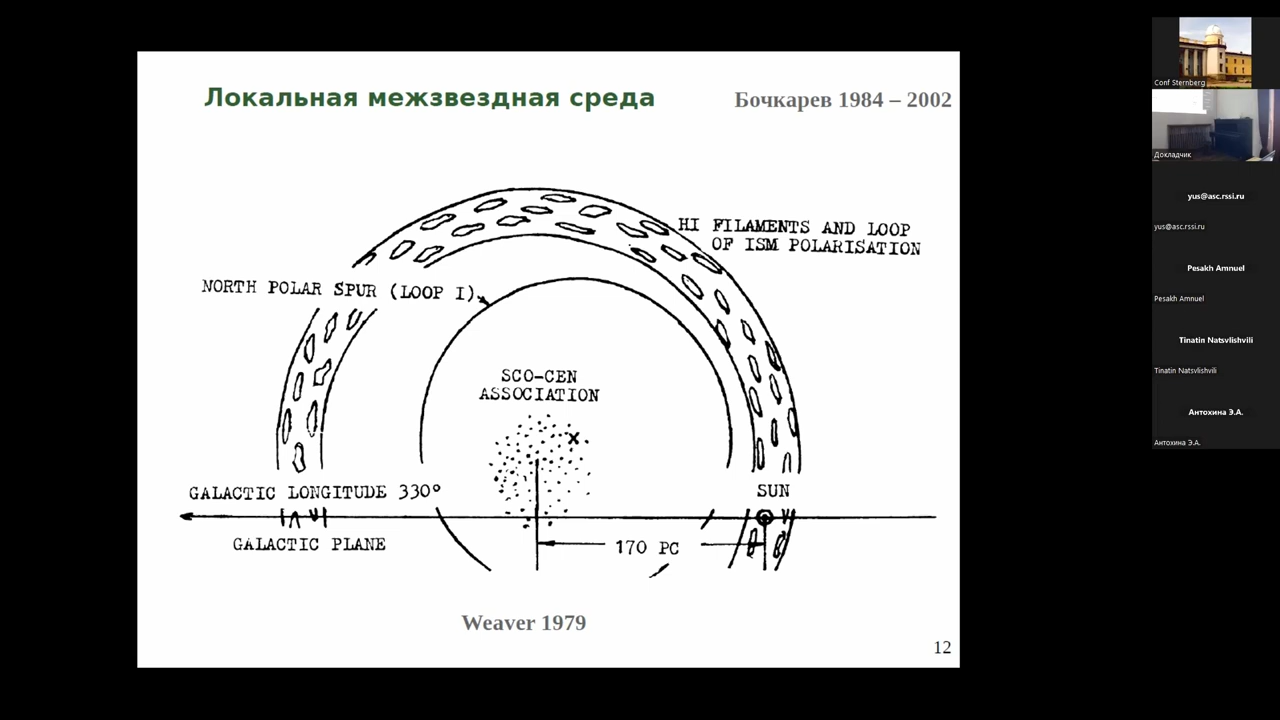 Локальная межзвездная среда
Бочкарев 1984 – 2002
HI FILAMENTS AND LOOP
OF ISM POLARISATION
NORTH POLAR SPUR (LOOP I)
SCO-CEN
ASSOCIATION
GALACTIC LONGITUDE 330°
SUN
GALACTIC PLANE
170 PC
Weaver 1979
12
Conf Sternberg
Докладчик
yus@asc.rssi.ru
yus@asc.rssi.ru
Pesakh Amnuel
Pesakh Amnuel
Tinatin Natsvlishvili
Tinatin Natsvlishvili
Антохина Э.А.
Антохина Э.А.